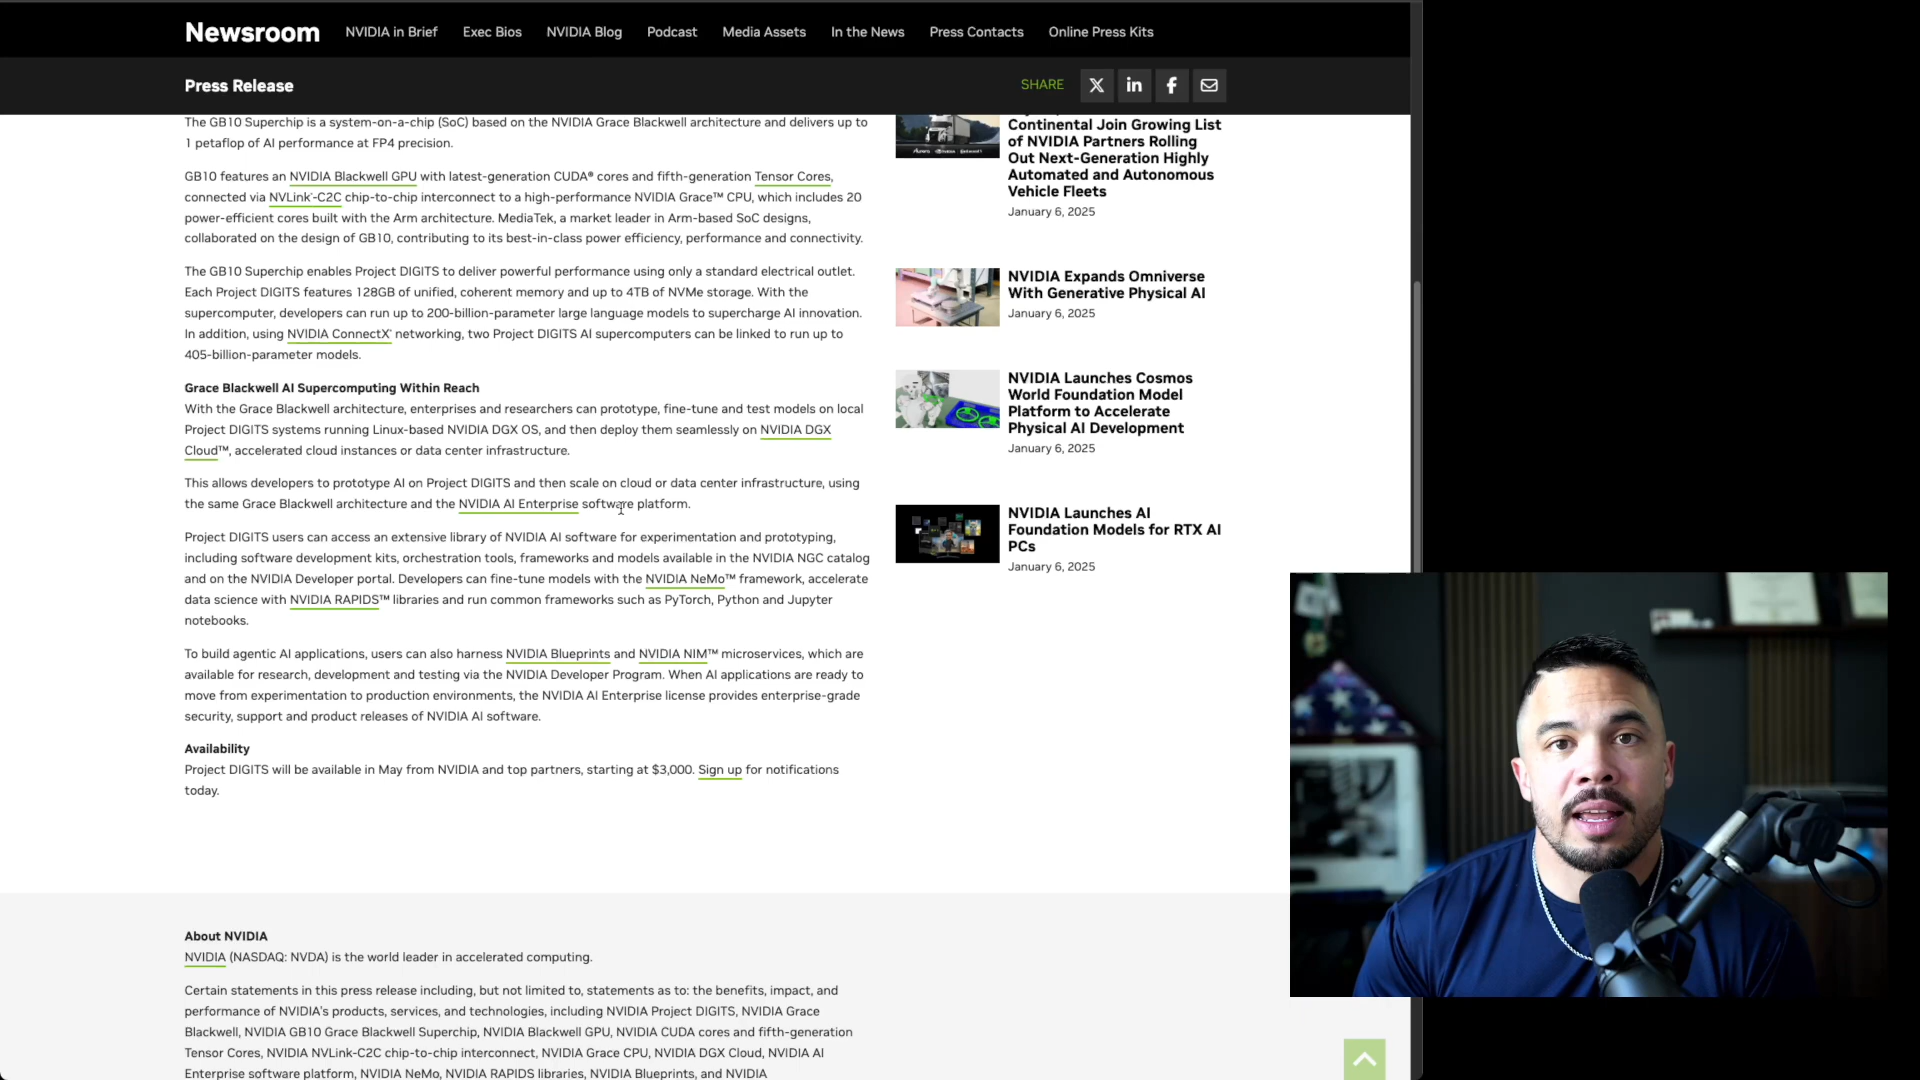 Newsroom
NVIDIA in Brief
Exec Bios
NVIDIA Blog
Podcast
Media Assets
In the News
Press Contacts
Online Press Kits
Press Release
SHARE
The GB10 Superchip is a system-on-a-chip (SoC) based on the NVIDIA Grace Blackwell architecture and delivers up to
1 petaflop of AI performance at FP4 precision.
GB10 features an NVIDIA Blackwell GPU with latest-generation CUDA® cores and fifth-generation Tensor Cores,
connected via NVLink®-C2C chip-to-chip interconnect to a high-performance NVIDIA Grace™ CPU, which includes 20
power-efficient cores built with the Arm architecture. MediaTek, a market leader in Arm-based SoC designs,
collaborated on the design of GB10, contributing to its best-in-class power efficiency, performance and connectivity.
The GB10 Superchip enables Project DIGITS to deliver powerful performance using only a standard electrical outlet.
Each Project DIGITS features 128GB of unified, coherent memory and up to 4TB of NVMe storage. With the
supercomputer, developers can run up to 200-billion-parameter large language models to supercharge AI innovation.
In addition, using NVIDIA ConnectX® networking, two Project DIGITS AI supercomputers can be linked to run up to
405-billion-parameter models.
Grace Blackwell AI Supercomputing Within Reach
With the Grace Blackwell architecture, enterprises and researchers can prototype, fine-tune and test models on local
Project DIGITS systems running Linux-based NVIDIA DGX OS, and then deploy them seamlessly on NVIDIA DGX
Cloud™, accelerated cloud instances or data center infrastructure.
This allows developers to prototype AI on Project DIGITS and then scale on cloud or data center infrastructure, using
the same Grace Blackwell architecture and the NVIDIA AI Enterprise software platform.
Project DIGITS users can access an extensive library of NVIDIA AI software for experimentation and prototyping,
including software development kits, orchestration tools, frameworks and models available in the NVIDIA NGC catalog
and on the NVIDIA Developer portal. Developers can fine-tune models with the NVIDIA NeMo™ framework, accelerate
data science with NVIDIA RAPIDS™ libraries and run common frameworks such as PyTorch, Python and Jupyter
notebooks.
To build agentic AI applications, users can also harness NVIDIA Blueprints and NVIDIA NIM™ microservices, which are
available for research, development and testing via the NVIDIA Developer Program. When AI applications are ready to
move from experimentation to production environments, the NVIDIA AI Enterprise license provides enterprise-grade
security, support and product releases of NVIDIA AI software.
Availability
Project DIGITS will be available in May from NVIDIA and top partners, starting at $3,000. Sign up for notifications
today.
Continental Join Growing List
of NVIDIA Partners Rolling
Out Next-Generation Highly
Automated and Autonomous
Vehicle Fleets
January 6, 2025
NVIDIA Expands Omniverse
With Generative Physical AI
January 6, 2025
NVIDIA Launches Cosmos
World Foundation Model
Platform to Accelerate
Physical AI Development
January 6, 2025
NVIDIA Launches AI
Foundation Models for RTX AI
PCs
January 6, 2025
About NVIDIA
NVIDIA (NASDAQ: NVDA) is the world leader in accelerated computing.
Certain statements in this press release including, but not limited to, statements as to: the benefits, impact, and
performance of NVIDIA's products, services, and technologies, including NVIDIA Project DIGITS, NVIDIA Grace
Blackwell, NVIDIA GB10 Grace Blackwell Superchip, NVIDIA Blackwell GPU, NVIDIA CUDA cores and fifth-generation
Tensor Cores, NVIDIA NVLink-C2C chip-to-chip interconnect, NVIDIA Grace CPU, NVIDIA DGX Cloud, NVIDIA AI
Enterprise software platform, NVIDIA NeMo, NVIDIA RAPIDS libraries, NVIDIA Blueprints, and NVIDIA